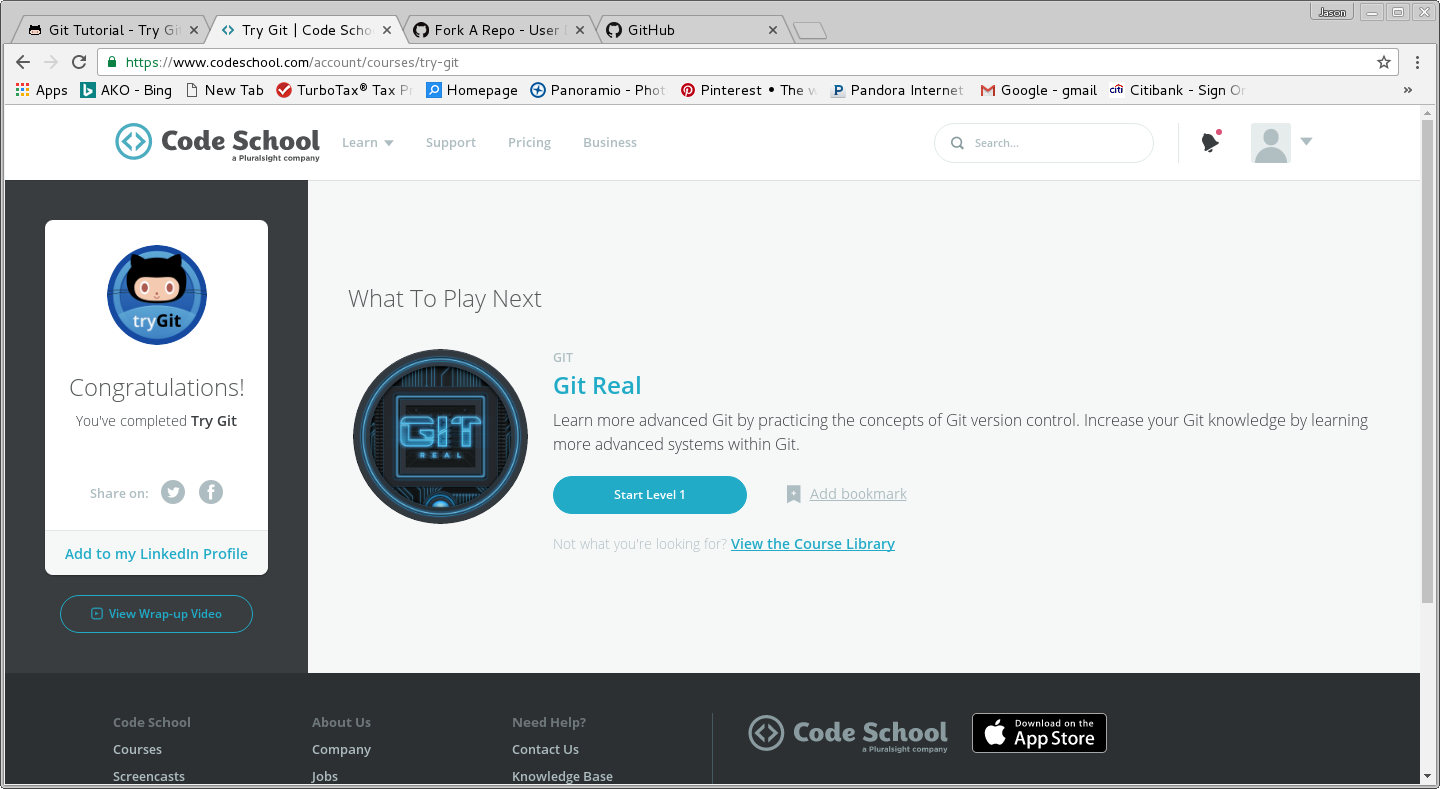 Jason
Git Tutorial - Try Git
Try Git | Code Scho
Fork A Repo - User
GitHub
https://www.codeschool.com/account/courses/try-git
Apps
AKO - Bing
New Tab
TurboTax® Tax Pr
Homepage
Panoramio - Phot
Pinterest • The w
Pandora Internet
Google - gmail
Citibank - Sign On
»
Code School
a Pluralsight company
Learn
Support
Pricing
Business
Search...
tryGit
Congratulations!
You've completed Try Git
Share on:
Add to my LinkedIn Profile
View Wrap-up Video
What To Play Next
GIT
REAL
GIT
Git Real
Learn more advanced Git by practicing the concepts of Git version control. Increase your Git knowledge by learning
more advanced systems within Git.
Start Level 1
Add bookmark
Not what you're looking for? View the Course Library
Code School
Courses
Screencasts
About Us
Company
Jobs
Need Help?
Contact Us
Knowledge Base
Code School
a Pluralsight company
Download on the
App Store